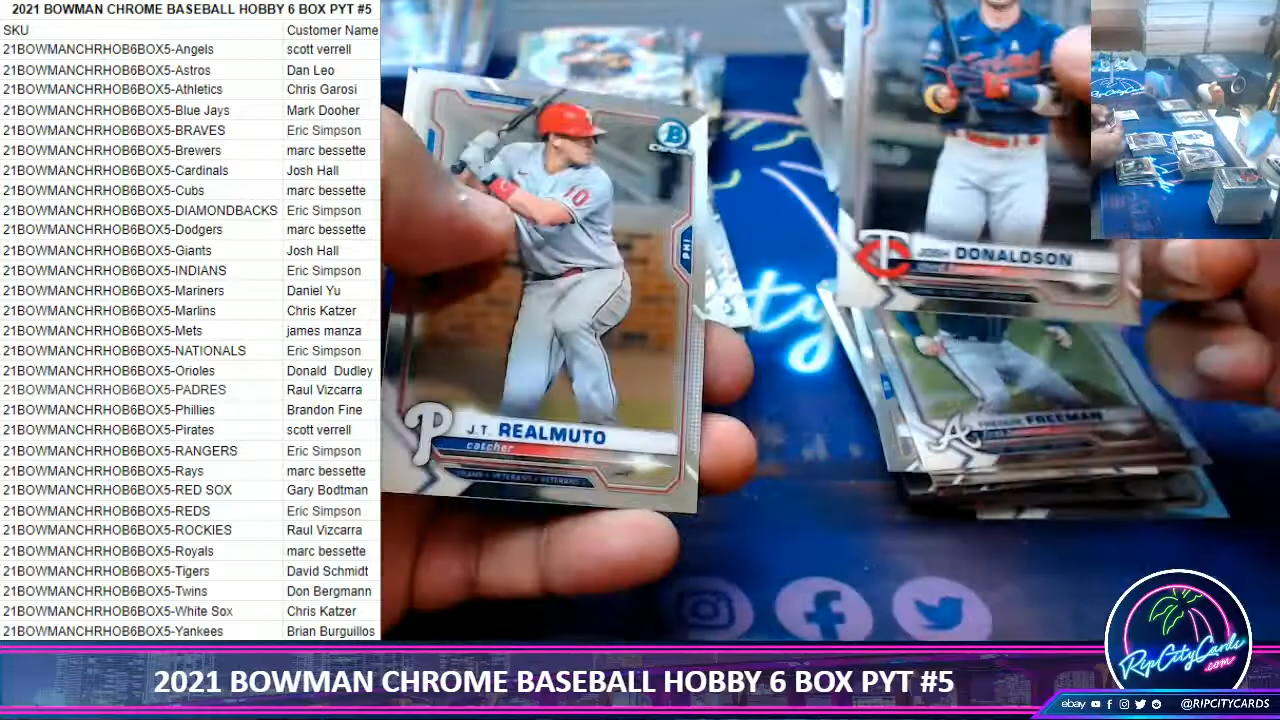 2021 BOWMAN CHROME BASEBALL HOBBY 6 BOX PYT #5
SKU Customer Name
21BOWMANCHRHOB6BOX5-Angels scott verrell
21BOWMANCHRHOB6BOX5-Astros Dan Leo
21BOWMANCHRHOB6BOX5-Athletics Chris Garosi
21BOWMANCHRHOB6BOX5-Blue Jays Mark Dooher
21BOWMANCHRHOB6BOX5-BRAVES Eric Simpson
21BOWMANCHRHOB6BOX5-Brewers marc bessette
21BOWMANCHRHOB6BOX5-Cardinals Josh Hall
21BOWMANCHRHOB6BOX5-Cubs marc bessette
21BOWMANCHRHOB6BOX5-DIAMONDBACKS Eric Simpson
21BOWMANCHRHOB6BOX5-Dodgers marc bessette
21BOWMANCHRHOB6BOX5-Giants Josh Hall
21BOWMANCHRHOB6BOX5-INDIANS Eric Simpson
21BOWMANCHRHOB6BOX5-Mariners Daniel Yu
21BOWMANCHRHOB6BOX5-Marlins Chris Katzer
21BOWMANCHRHOB6BOX5-Mets james manza
21BOWMANCHRHOB6BOX5-NATIONALS Eric Simpson
21BOWMANCHRHOB6BOX5-Orioles Donald Dudley
21BOWMANCHRHOB6BOX5-PADRES Raul Vizcarra
21BOWMANCHRHOB6BOX5-Phillies Brandon Fine
21BOWMANCHRHOB6BOX5-Pirates scott verrell
21BOWMANCHRHOB6BOX5-RANGERS Eric Simpson
21BOWMANCHRHOB6BOX5-Rays marc bessette
21BOWMANCHRHOB6BOX5-RED SOX Gary Bodtman
21BOWMANCHRHOB6BOX5-REDS Eric Simpson
21BOWMANCHRHOB6BOX5-ROCKIES Raul Vizcarra
21BOWMANCHRHOB6BOX5-Royals marc bessette
21BOWMANCHRHOB6BOX5-Tigers David Schmidt
21BOWMANCHRHOB6BOX5-Twins Don Bergmann
21BOWMANCHRHOB6BOX5-White Sox Chris Katzer
21BOWMANCHRHOB6BOX5-Yankees Brian Burguillos
B
CHROME
10
PHI
P
J.T. REALMUTO
catcher
JOSH DONALDSON
FREEMAN
2021 BOWMAN CHROME BASEBALL HOBBY 6 BOX PYT #5
RipCityCards
.com
ebay @RIPCITYCARDS